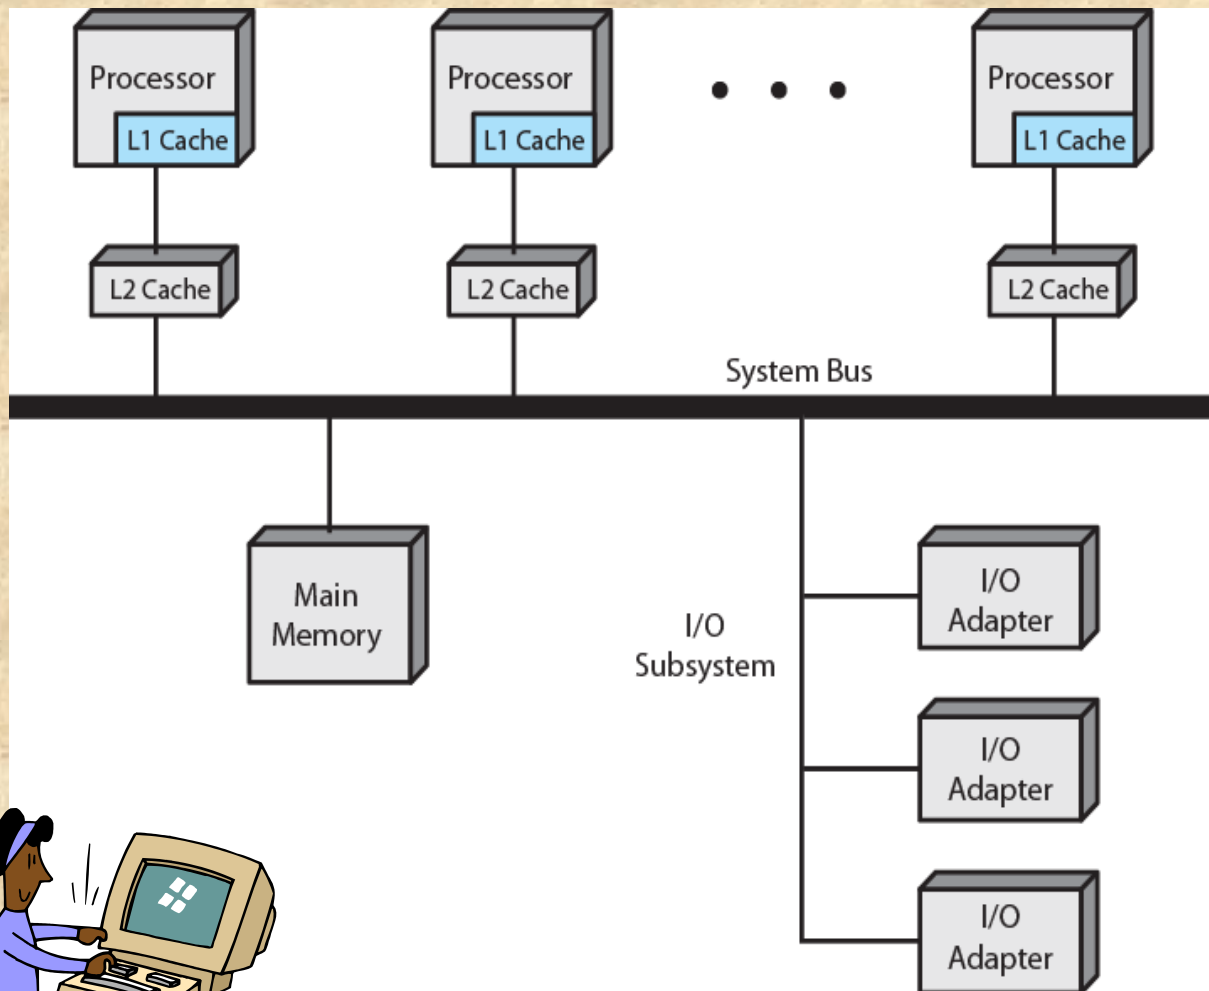 Processor
L1 Cache
L2 Cache
Processor
L1 Cache
L2 Cache
Processor
L1 Cache
L2 Cache
System Bus
Main
Memory
I/O
Subsystem
I/O
Adapter
I/O
Adapter
I/O
Adapter